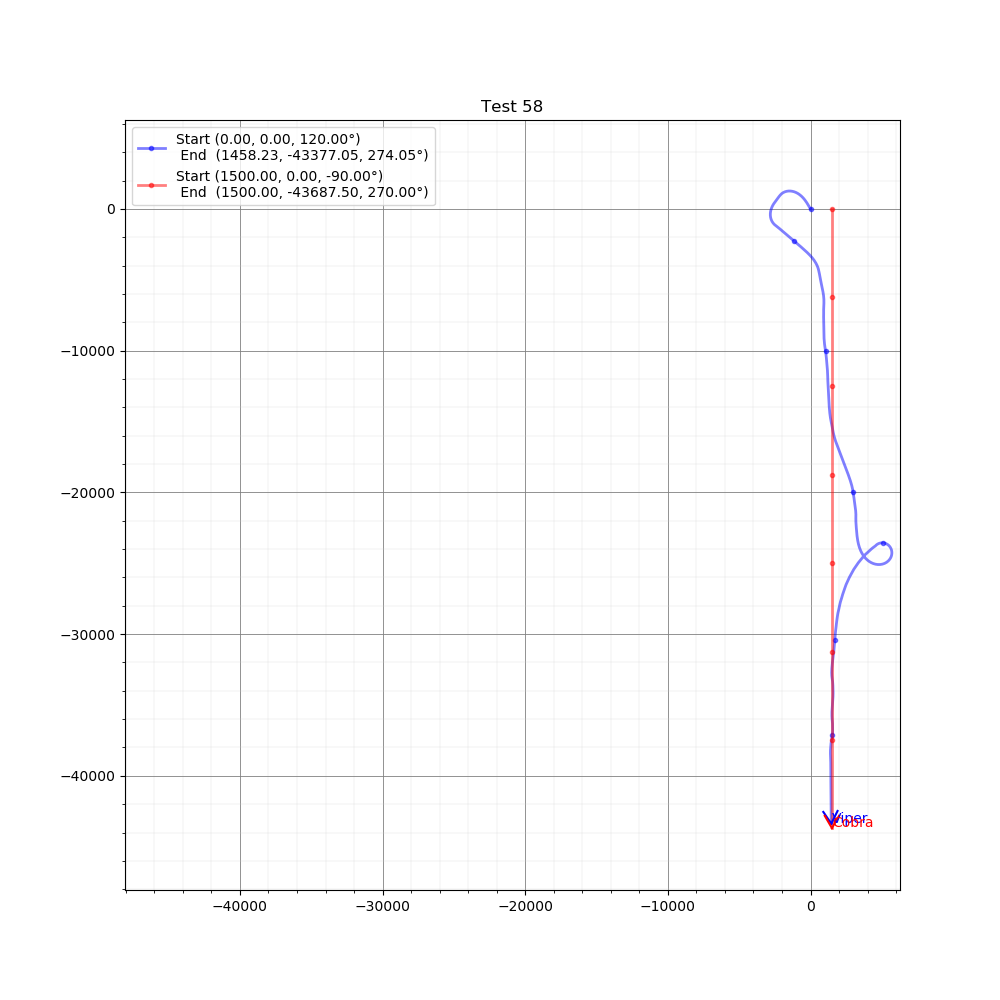 Test 58
Start (0.00, 0.00, 120.00°)
End (1458.23, -43377.05, 274.05°)
Start (1500.00, 0.00, -90.00°)
End (1500.00, -43687.50, 270.00°)
0
−10000
−20000
−30000
−40000
Viper
Cobra
−40000 −30000 −20000 −10000 0